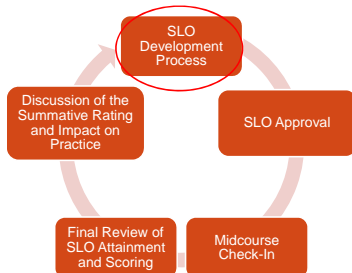 SLO
Development
Process
SLO Approval
Midcourse
Check-In
Final Review of
SLO Attainment
and Scoring
Discussion of the
Summative Rating
and Impact on
Practice